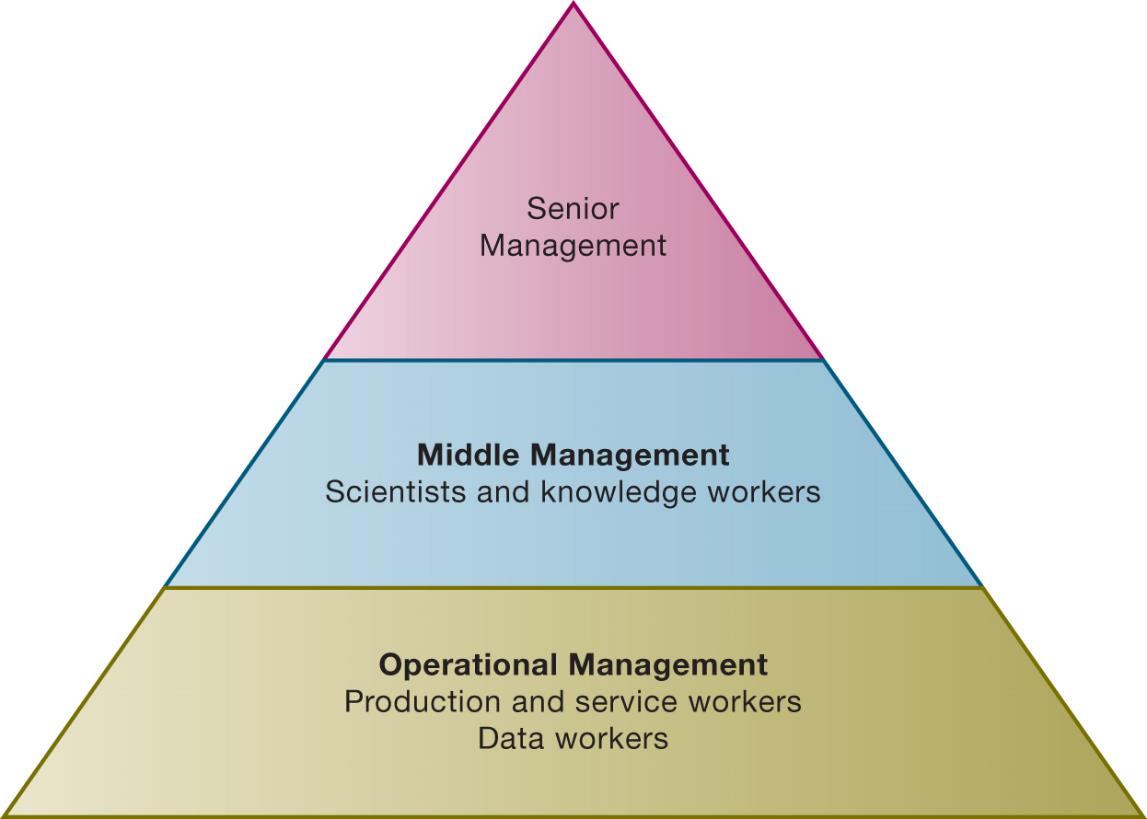 Senior
Management
Middle Management
Scientists and knowledge workers
Operational Management
Production and service workers
Data workers